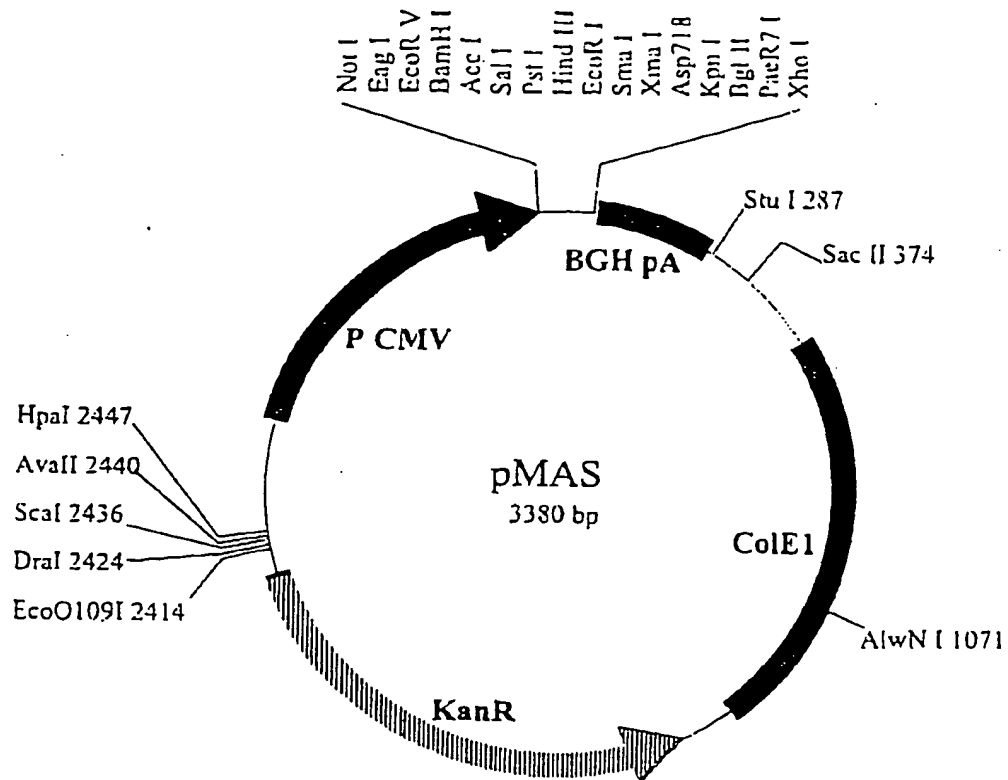 Not I
Eag I
EcoR V
BamH I
Acc I
Sal I
Pst I
Hind III
EcoR I
Sma I
Xma I
Asp718
Kpn I
Bgl II
PaeR7 I
Xho I
Stu I 287
Sac II 374
BGH pA
P CMV
HpaI 2447
AvaII 2440
ScaI 2436
DraI 2424
EcoO109I 2414
pMAS
3380 bp
ColE1
AlwN I 1071
KanR